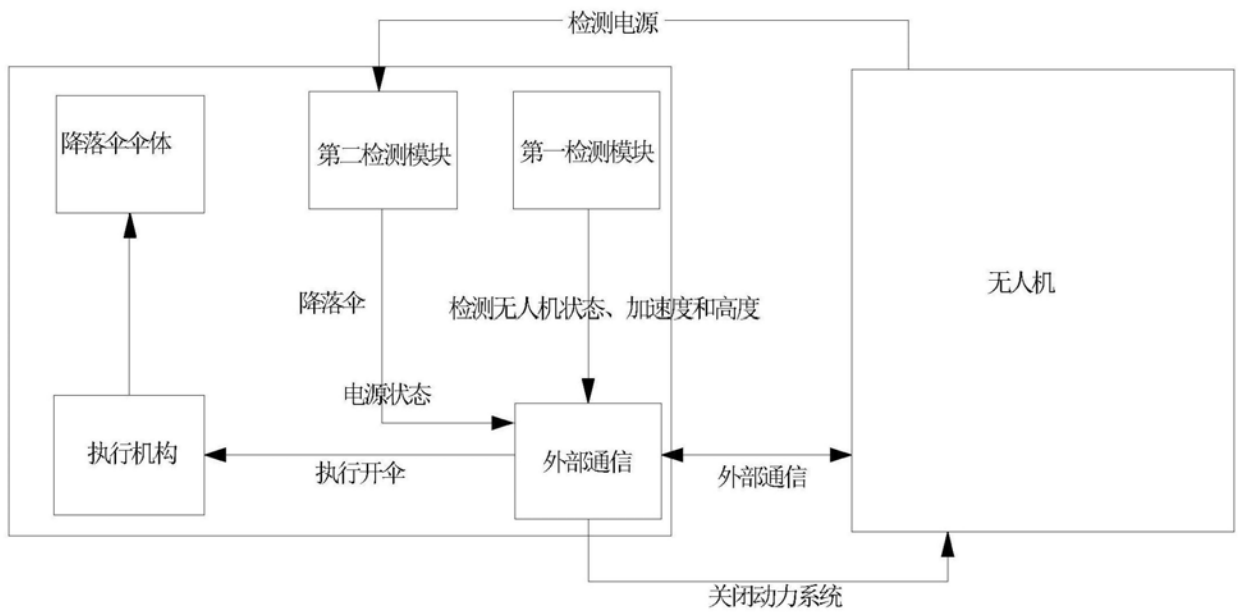 检测电源
降落伞伞体
第二检测模块
第一检测模块
无人机
降落伞
检测无人机状态、加速度和高度
电源状态
执行机构
执行开伞
外部通信
外部通信
关闭动力系统